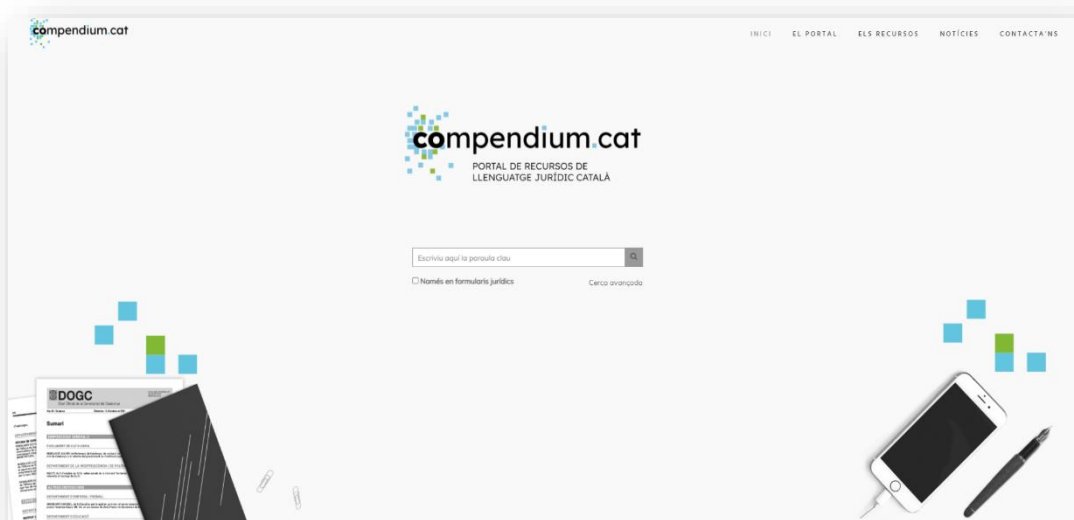 compendium.cat
INICI EL PORTAL ELS RECURSOS NOTÍCIES CONTACTA'NS
compendium.cat
PORTAL DE RECURSOS DE
LLENGUATGE JURÍDIC CATALÀ
Escriviu aquí la paraula clau
Només en formularis jurídics Cerca avançada
DOGC
Sumari